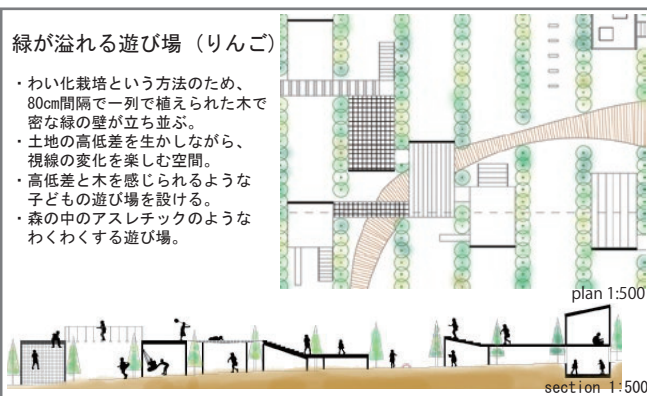 緑が溢れる遊び場（りんご）
・わい化栽培という方法のため、
80cm間隔で一列で植えられた木で
密な緑の壁が立ち並ぶ。
・土地の高低差を生かしながら、
視線の変化を楽しむ空間。
・高低差と木を感じられるような
子どもの遊び場を設ける。
・森の中のアスレチックのような
わくわくする遊び場。
plan 1:500
section 1:500